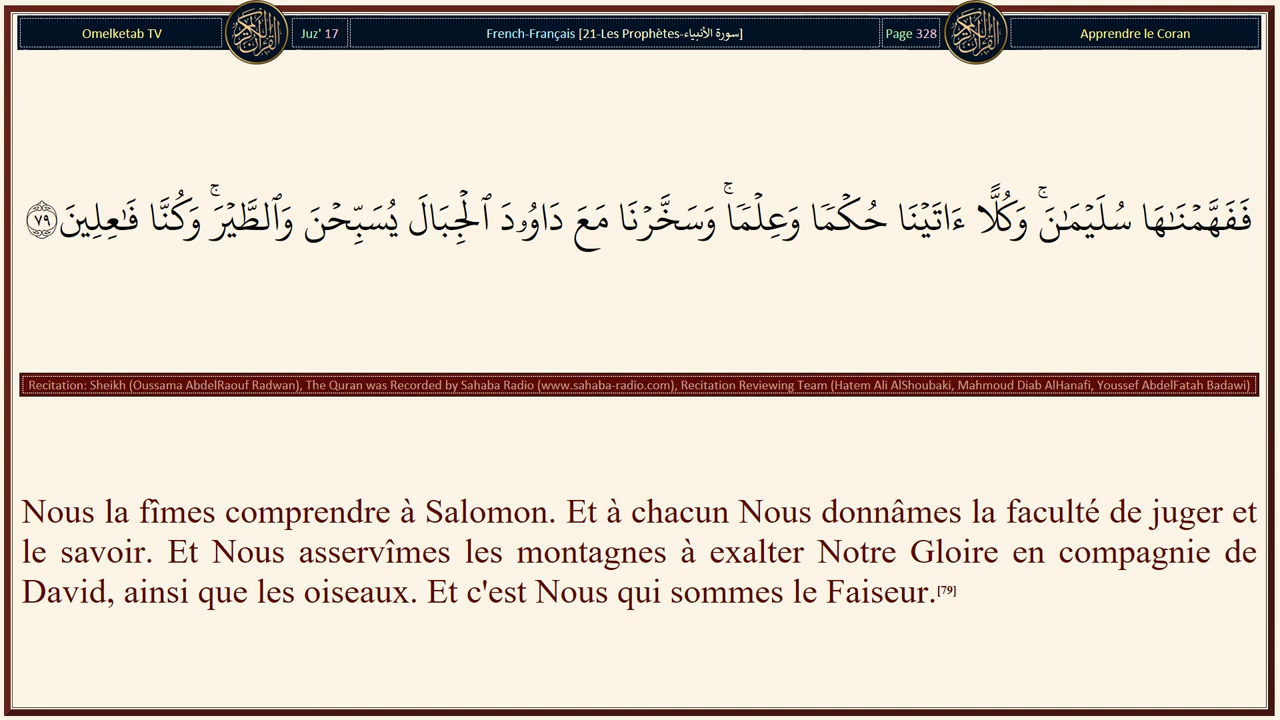 Omelketab TV
Juz' 17
French-Français [21-Les Prophètes-سورة الأنبياء]
Page 328
Apprendre le Coran
فَفَهَّمْنَـٰهَا سُلَيْمَـٰنَ ۚ وَكُلًّا ءَاتَيْنَا حُكْمًا وَعِلْمًا ۚ وَسَخَّرْنَا مَعَ دَاوُۥدَ ٱلْجِبَالَ يُسَبِّحْنَ وَٱلطَّيْرَ ۚ وَكُنَّا فَـٰعِلِينَ ٧٩
Recitation: Sheikh (Oussama AbdelRaouf Radwan), The Quran was Recorded by Sahaba Radio (www.sahaba-radio.com), Recitation Reviewing Team (Hatem Ali AlShoubaki, Mahmoud Diab AlHanafi, Youssef AbdelFatah Badawi)
Nous la fîmes comprendre à Salomon. Et à chacun Nous donnâmes la faculté de juger et
le savoir. Et Nous asservîmes les montagnes à exalter Notre Gloire en compagnie de
David, ainsi que les oiseaux. Et c'est Nous qui sommes le Faiseur.[79]